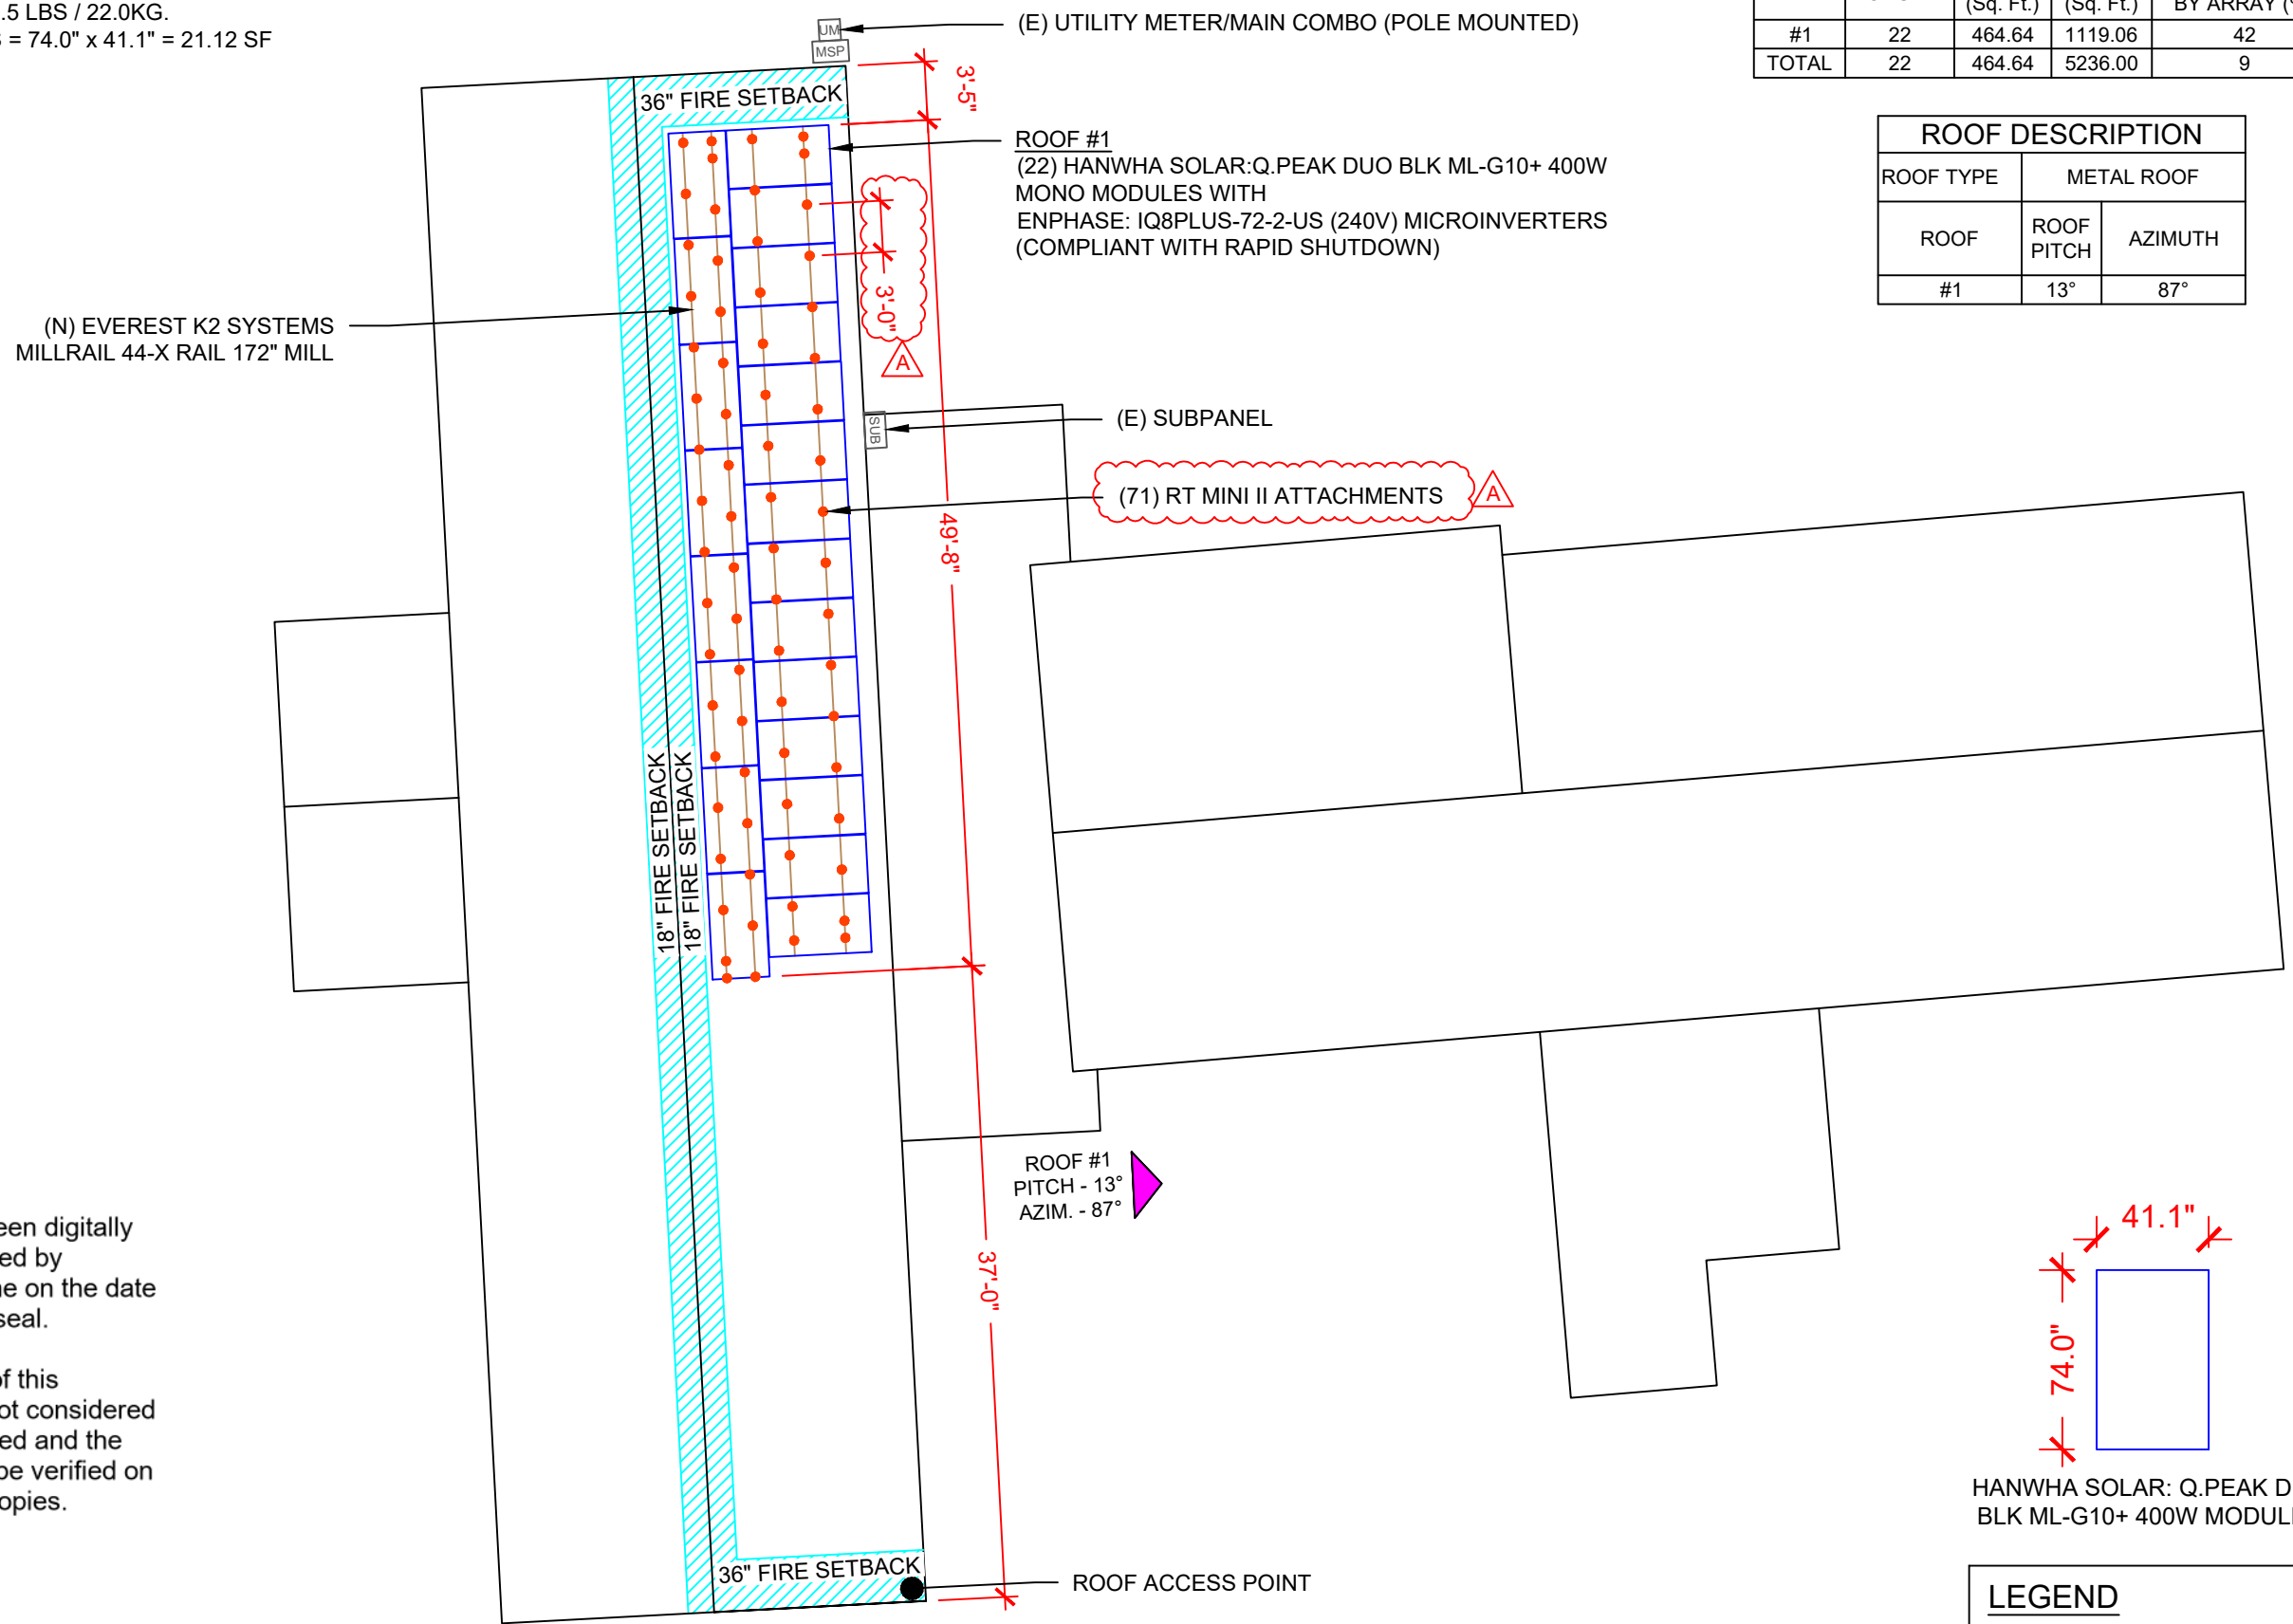 .5 LBS / 22.0KG.
= 74.0" x 41.1" = 21.12 SF
UM
MSP
(E) UTILITY METER/MAIN COMBO (POLE MOUNTED)
(Sq. Ft.) (Sq. Ft.) BY ARRAY
#1 22 464.64 1119.06 42
TOTAL 22 464.64 5236.00 9
36" FIRE SETBACK
3'-5"
ROOF #1
(22) HANWHA SOLAR:Q.PEAK DUO BLK ML-G10+ 400W
MONO MODULES WITH
ENPHASE: IQ8PLUS-72-2-US (240V) MICROINVERTERS
(COMPLIANT WITH RAPID SHUTDOWN)
ROOF DESCRIPTION
ROOF TYPE METAL ROOF
ROOF ROOF PITCH AZIMUTH
#1 13° 87°
3'-0"
A
(N) EVEREST K2 SYSTEMS
MILLRAIL 44-X RAIL 172" MILL
SUB
(E) SUBPANEL
(71) RT MINI II ATTACHMENTS
A
49'-8"
18" FIRE SETBACK
18" FIRE SETBACK
ROOF #1
PITCH - 13°
AZIM. - 87°
37'-0"
een digitally
ed by
e on the date
seal.
of this
ot considered
ed and the
be verified on
opies.
41.1"
74.0"
HANWHA SOLAR: Q.PEAK D
BLK ML-G10+ 400W MODUL
36" FIRE SETBACK
ROOF ACCESS POINT
LEGEND